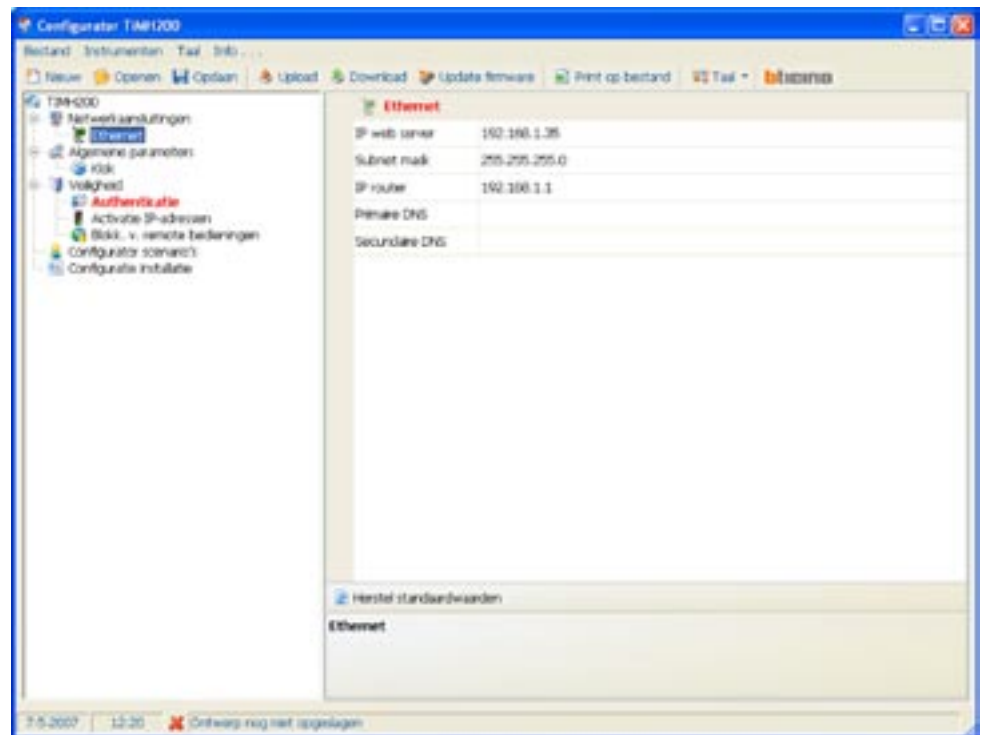 Configurator TiMH200
Bestand Instrumenten Taal Info ...
Nieuw Openen Opslaan Upload Download Update firmware Print op bestand Taal bticino
TiMH200
Netwerkaansluitingen
Ethernet
Algemene parameters
Klok
Veiligheid
Authenticatie
Activatie IP-adressen
Blokk. v. remote bedieningen
Configurator scenario's
Configuratie installatie
Ethernet
IP web server 192.168.1.35
Subnet mask 255.255.255.0
IP router 192.168.1.1
Primaire DNS
Secundaire DNS
Herstel standaardwaarden
Ethernet
7-5-2007 12:20 Ontwerp nog niet opgeslagen